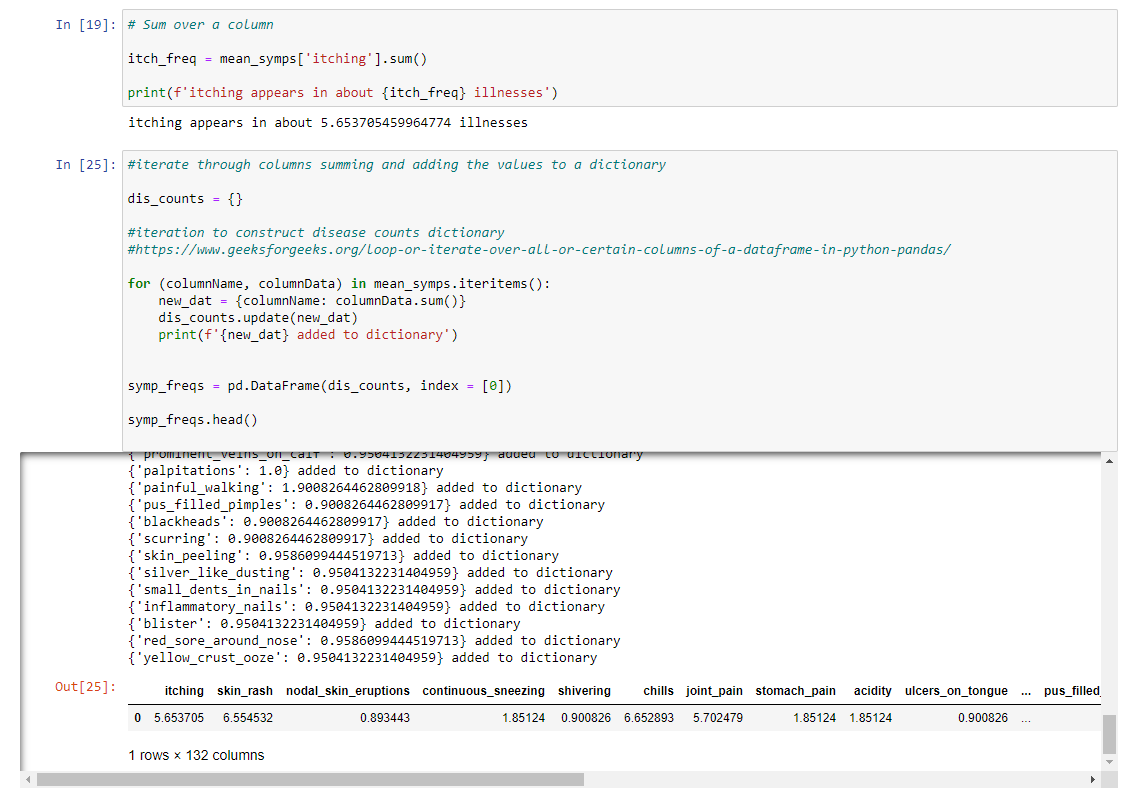 In [19]: # Sum over a column
itch_freq = mean_symps['itching'].sum()
print(f'itching appears in about {itch_freq} illnesses')
itching appears in about 5.653705459964774 illnesses
In [25]: #iterate through columns summing and adding the values to a dictionary
dis_counts = {}
#iteration to construct disease counts dictionary
#https://www.geeksforgeeks.org/loop-or-iterate-over-all-or-certain-columns-of-a-dataframe-in-python-pandas/
for (columnName, columnData) in mean_symps.iteritems():
new_dat = {columnName: columnData.sum()}
dis_counts.update(new_dat)
print(f'{new_dat} added to dictionary')
symp_freqs = pd.DataFrame(dis_counts, index = [0])
symp_freqs.head()
{'prominent_veins_on_calf': 0.9504132231404959} added to dictionary
{'palpitations': 1.0} added to dictionary
{'painful_walking': 1.9008264462809918} added to dictionary
{'pus_filled_pimples': 0.9008264462809917} added to dictionary
{'blackheads': 0.9008264462809917} added to dictionary
{'scurring': 0.9008264462809917} added to dictionary
{'skin_peeling': 0.9586099444519713} added to dictionary
{'silver_like_dusting': 0.9504132231404959} added to dictionary
{'small_dents_in_nails': 0.9504132231404959} added to dictionary
{'inflammatory_nails': 0.9504132231404959} added to dictionary
{'blister': 0.9504132231404959} added to dictionary
{'red_sore_around_nose': 0.9586099444519713} added to dictionary
{'yellow_crust_ooze': 0.9504132231404959} added to dictionary
Out[25]: itching skin_rash nodal_skin_eruptions continuous_sneezing shivering chills joint_pain stomach_pain acidity ulcers_on_tongue ... pus_filled_
0 5.653705 6.554532 0.893443 1.85124 0.900826 6.652893 5.702479 1.85124 1.85124 0.900826 ...
1 rows × 132 columns